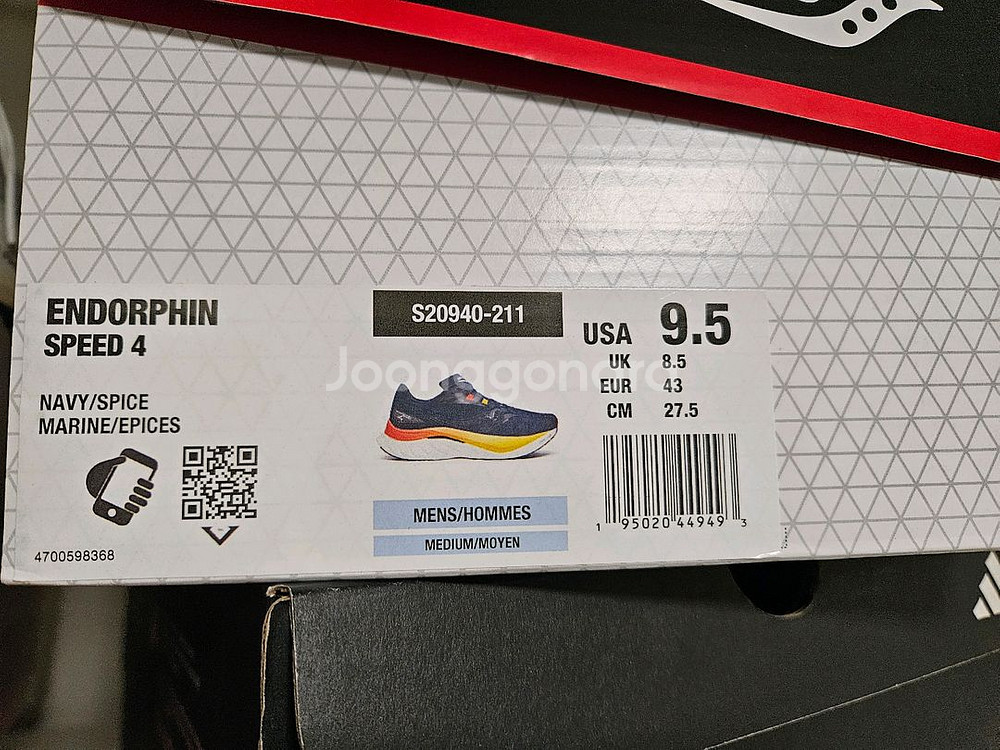 ENDORPHIN
SPEED 4
NAVY/SPICE
MARINE/EPICES
4700598368
S20940-211
MENS/HOMMES
MEDIUM/MOYEN
USA 9.5
UK 8.5
EUR 43
CM 27.5
1 95020 44949 3
Joonggonara